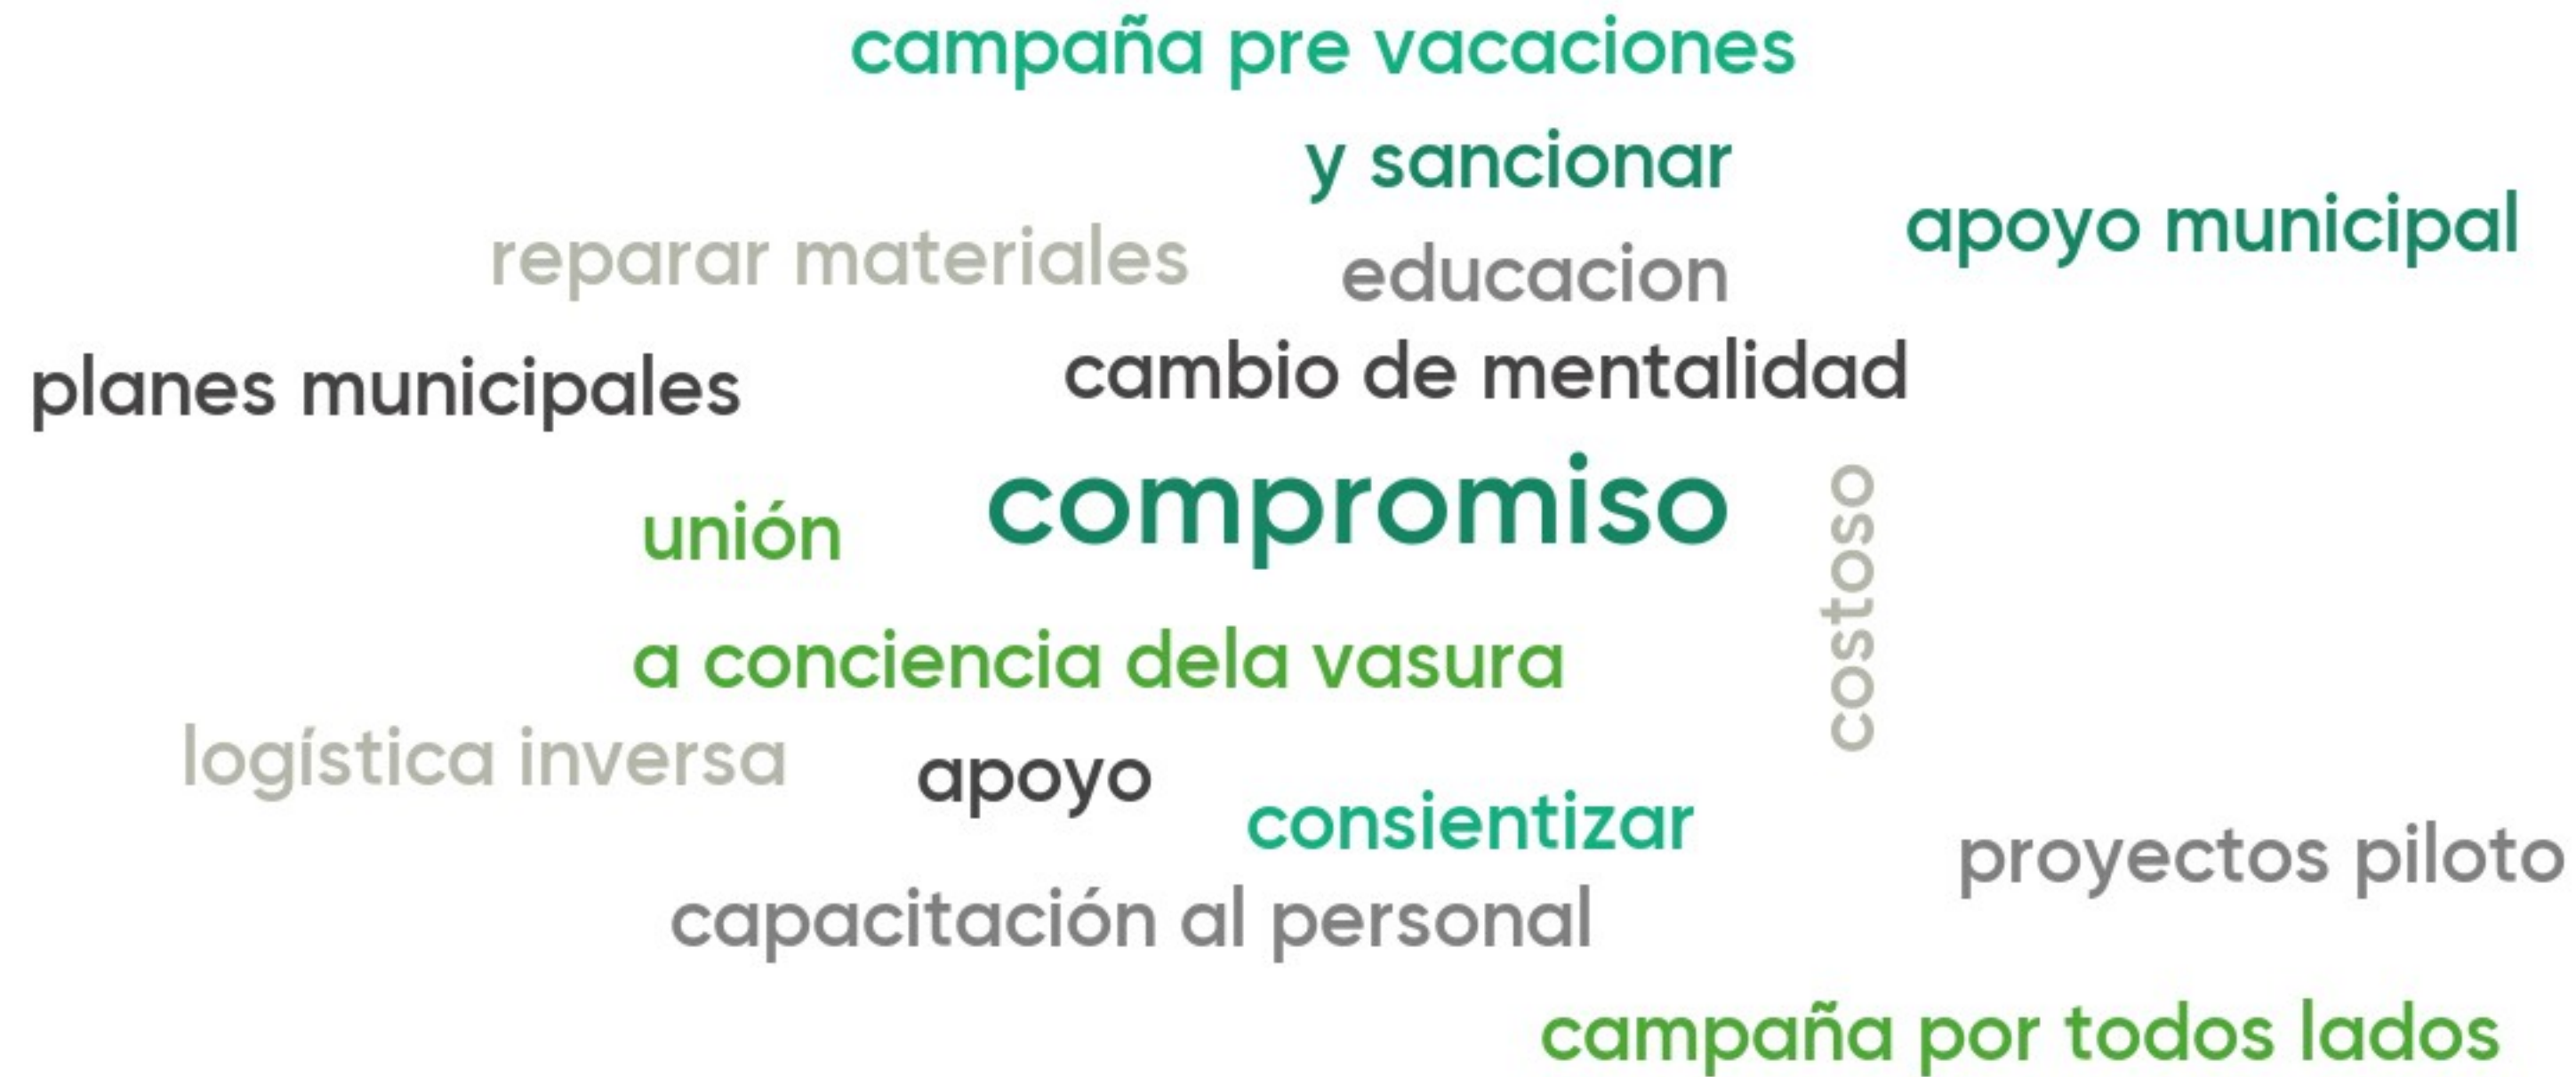 campaña pre vacaciones
y sancionar
apoyo municipal
reparar materiales
educacion
cambio de mentalidad
planes municipales
compromiso
costoso
unión
a conciencia dela vasura
logística inversa
apoyo
consientizar
proyectos piloto
capacitación al personal
campaña por todos lados